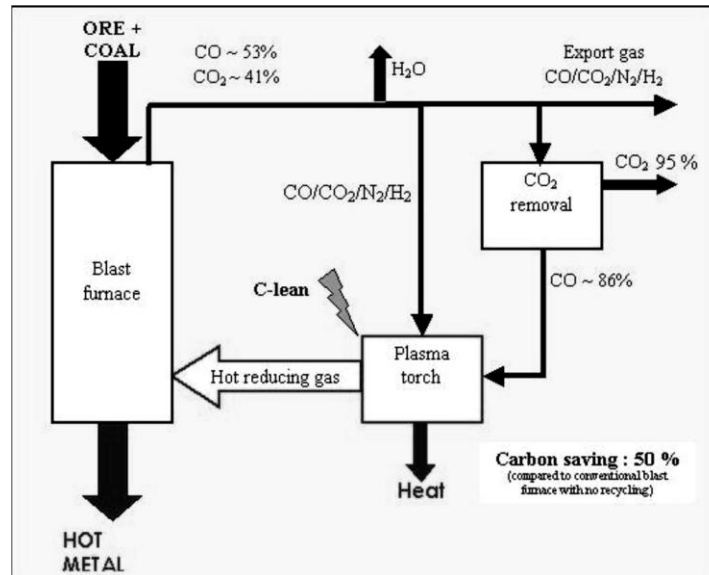 ORE +
COAL
CO ~ 53%
CO₂ ~ 41%
H₂O
Export gas
CO/CO₂/N₂/H₂
CO₂ 95 %
CO₂
removal
CO/CO₂/N₂/H₂
CO ~ 86%
Blast
furnace
C-lean
Plasma
torch
Hot reducing gas
Heat
Carbon saving : 50 %
(compared to conventional blast
furnace with no recycling)
HOT
METAL